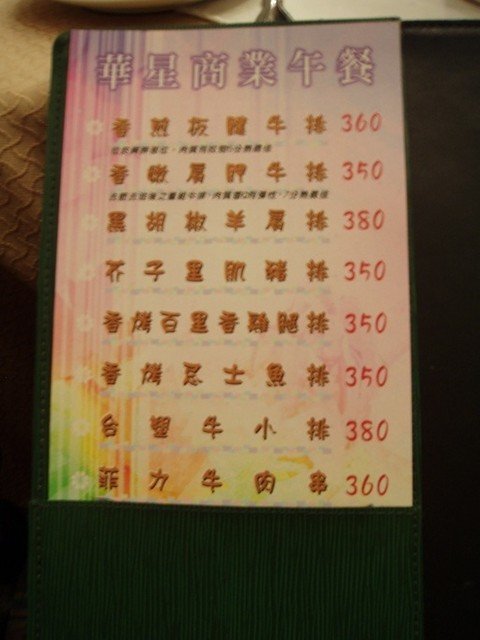 華星商業午餐
香煎板腱牛排 360
香嫩肩胛牛排 350
黑胡椒羊肩排 380
芥子里肌豬排 350
香烤百里香雞腿排 350
香烤起士魚排 350
台塑牛小排 380
菲力牛肉串 360